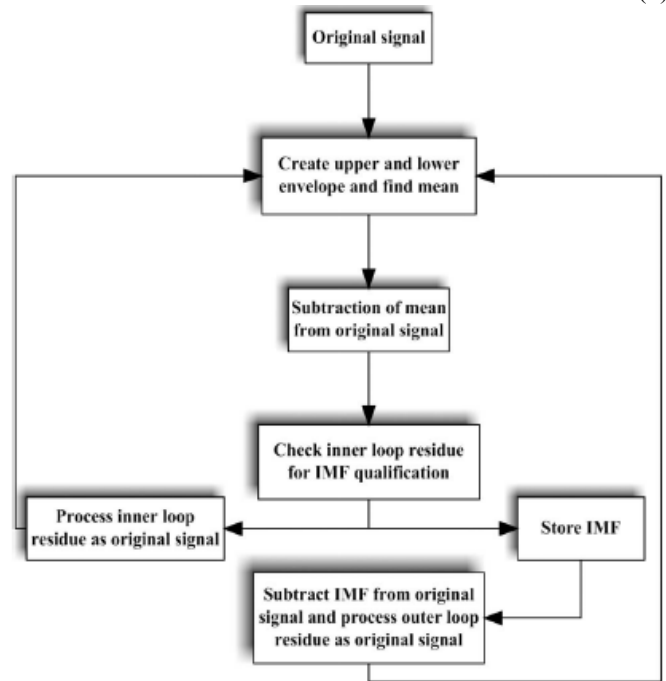 Original signal
Create upper and lower
envelope and find mean
Subtraction of mean
from original signal
Check inner loop residue
for IMF qualification
Process inner loop
residue as original signal
Store IMF
Subtract IMF from original
signal and process outer loop
residue as original signal